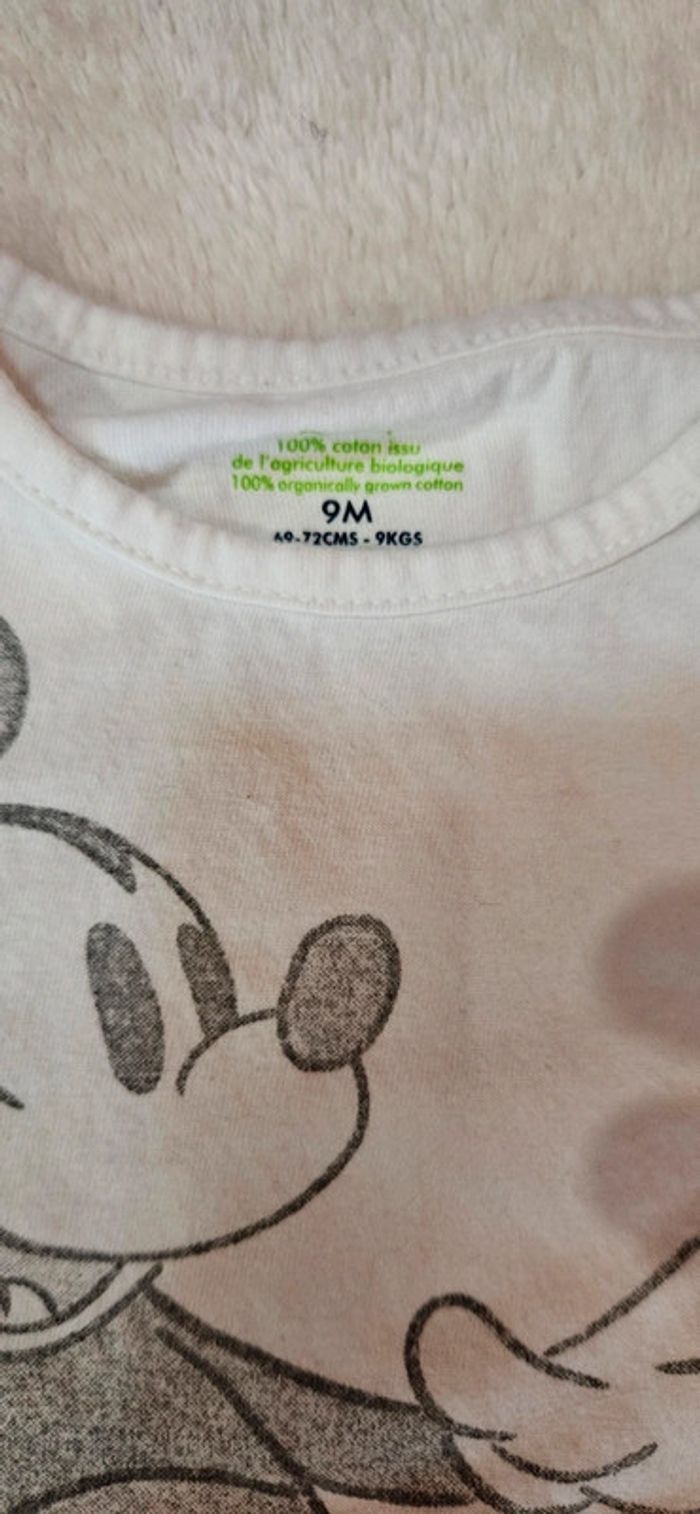 100% coton issu
de l'agriculture biologique
100% organically grown cotton
9M
69-72CMS - 9KGS